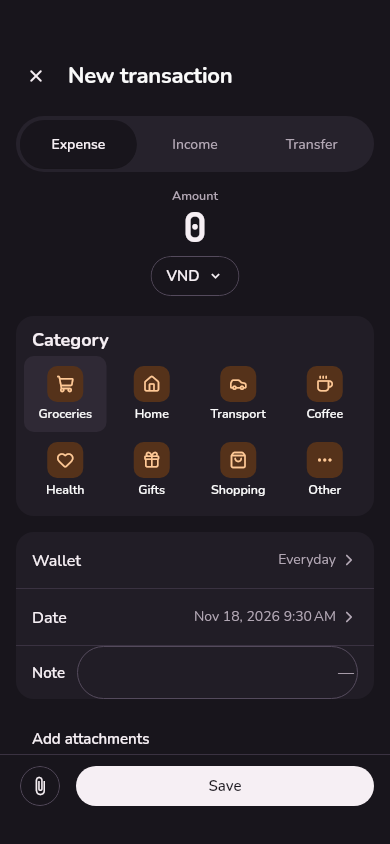 New transaction
Expense Income Transfer
Amount
0
VND
Category
Groceries Home Transport Coffee
Health Gifts Shopping Other
Wallet Everyday
Date Nov 18, 2026 9:30 AM
Note —
Add attachments
Save